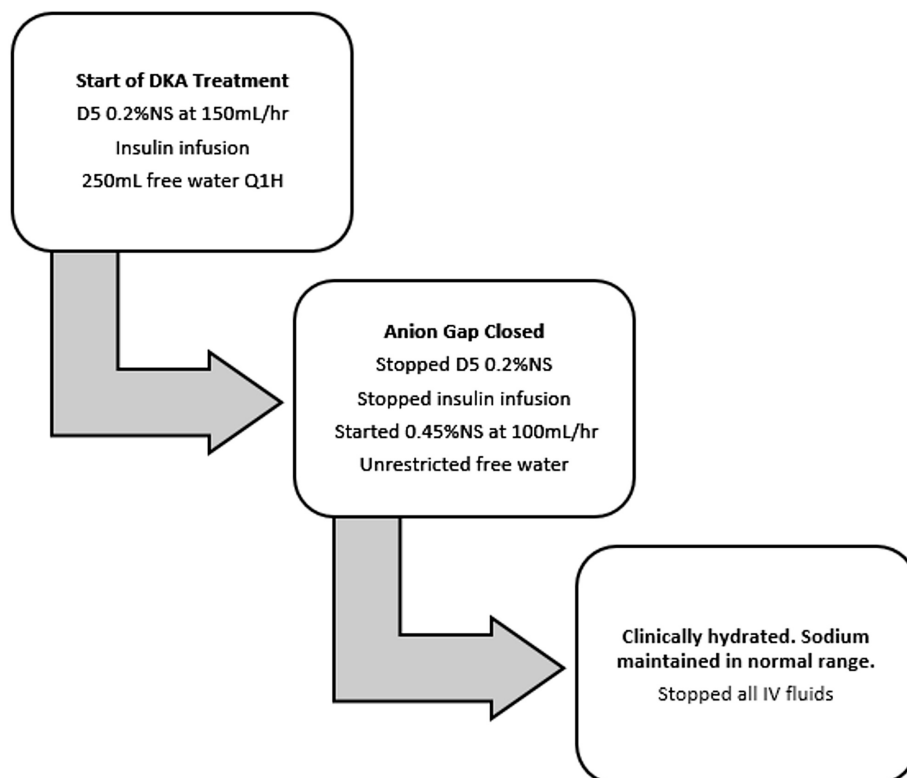 Start of DKA Treatment
D5 0.2%NS at 150mL/hr
Insulin infusion
250mL free water Q1H
Anion Gap Closed
Stopped D5 0.2%NS
Stopped insulin infusion
Started 0.45%NS at 100mL/hr
Unrestricted free water
Clinically hydrated. Sodium
maintained in normal range.
Stopped all IV fluids